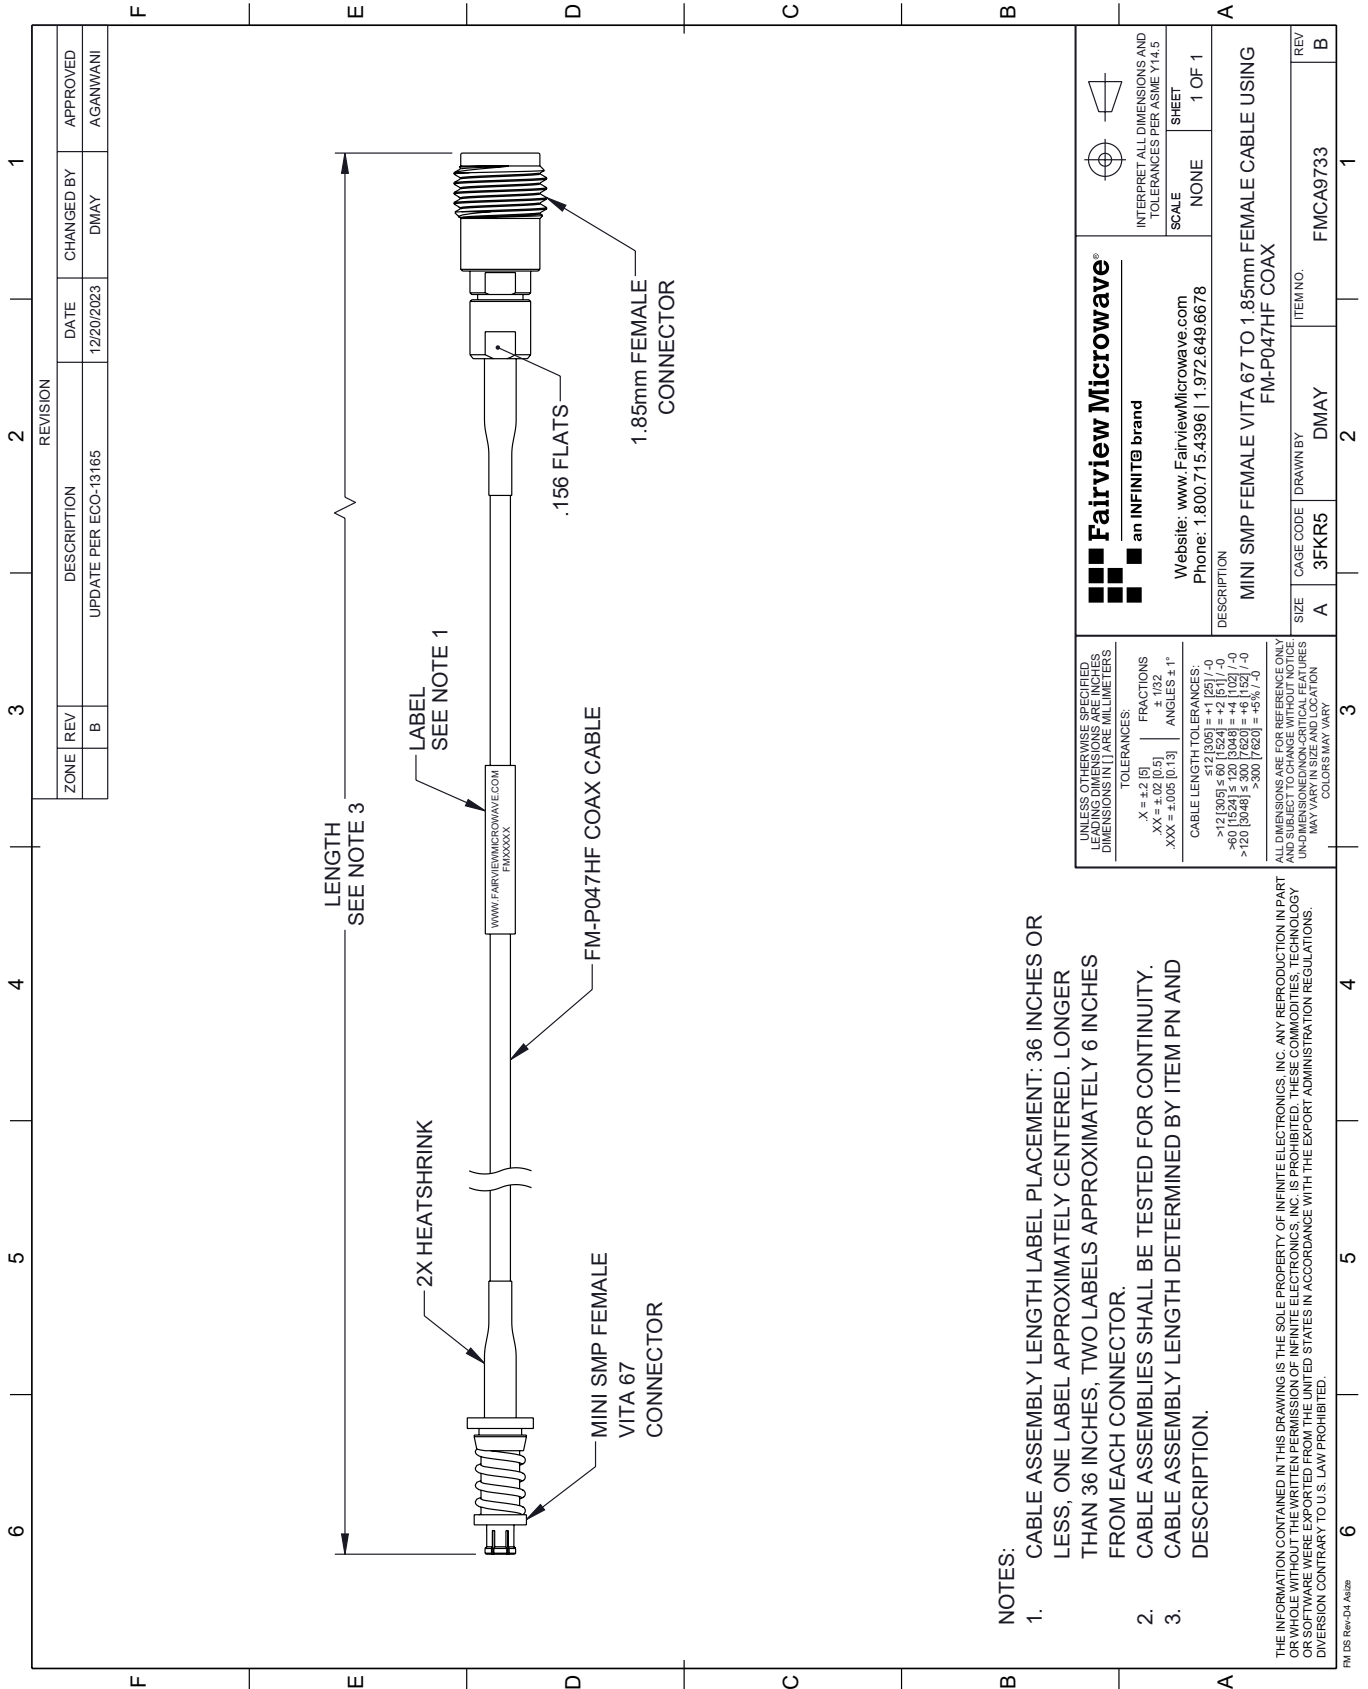 6
5
4
3
2
1
F
E
D
C
B
A
F
E
D
C
B
A
REVISION
ZONE
REV
DESCRIPTION
DATE
CHANGED BY
APPROVED
B
UPDATE PER ECO-13165
12/20/2023
DMAY
AGANWANI
LENGTH
SEE NOTE 3
2X HEATSHRINK
LABEL
SEE NOTE 1
WWW.FAIRVIEWMICROWAVE.COM
FMXXXXX
MINI SMP FEMALE
VITA 67
CONNECTOR
FM-P047HF COAX CABLE
.156 FLATS
1.85mm FEMALE
CONNECTOR
NOTES:
1. CABLE ASSEMBLY LENGTH LABEL PLACEMENT: 36 INCHES OR
LESS, ONE LABEL APPROXIMATELY CENTERED. LONGER
THAN 36 INCHES, TWO LABELS APPROXIMATELY 6 INCHES
FROM EACH CONNECTOR.
2. CABLE ASSEMBLIES SHALL BE TESTED FOR CONTINUITY.
3. CABLE ASSEMBLY LENGTH DETERMINED BY ITEM PN AND
DESCRIPTION.
THE INFORMATION CONTAINED IN THIS DRAWING IS THE SOLE PROPERTY OF INFINITE ELECTRONICS, INC. ANY REPRODUCTION IN PART
OR WHOLE WITHOUT THE WRITTEN PERMISSION OF INFINITE ELECTRONICS, INC. IS PROHIBITED. THESE COMMODITIES, TECHNOLOGY
OR SOFTWARE WERE EXPORTED FROM THE UNITED STATES IN ACCORDANCE WITH THE EXPORT ADMINISTRATION REGULATIONS.
DIVERSION CONTRARY TO U.S. LAW PROHIBITED.
UNLESS OTHERWISE SPECIFIED
LEADING DIMENSIONS ARE INCHES
DIMENSIONS IN [ ] ARE MILLIMETERS
TOLERANCES:
.X = ±.2 [5]
.XX = ±.02 [0.5]
.XXX = ±.005 [0.13]
FRACTIONS
± 1/32
ANGLES ± 1°
CABLE LENGTH TOLERANCES:
≤12 [305] = +1 [25] / -0
>12 [305] ≤ 60 [1524] = +2 [51] / -0
>60 [1524] ≤ 120 [3048] = +4 [102] / -0
>120 [3048] ≤ 300 [7620] = +6 [152] / -0
>300 [7620] = +5% / -0
ALL DIMENSIONS ARE FOR REFERENCE ONLY
AND SUBJECT TO CHANGE WITHOUT NOTICE.
UN-DIMENSIONED/NON-CRITICAL FEATURES
MAY VARY IN SIZE AND LOCATION
COLORS MAY VARY
Fairview Microwave®
an INFINIT® brand
Website: www.FairviewMicrowave.com
Phone: 1.800.715.4396 | 1.972.649.6678
INTERPRET ALL DIMENSIONS AND
TOLERANCES PER ASME Y14.5
SCALE
NONE
SHEET
1 OF 1
DESCRIPTION
MINI SMP FEMALE VITA 67 TO 1.85mm FEMALE CABLE USING
FM-P047HF COAX
SIZE
A
CAGE CODE
3FKR5
DRAWN BY
DMAY
ITEM NO.
FMCA9733
REV
B
6
5
4
3
2
1
FM DS Rev-D4 Asize